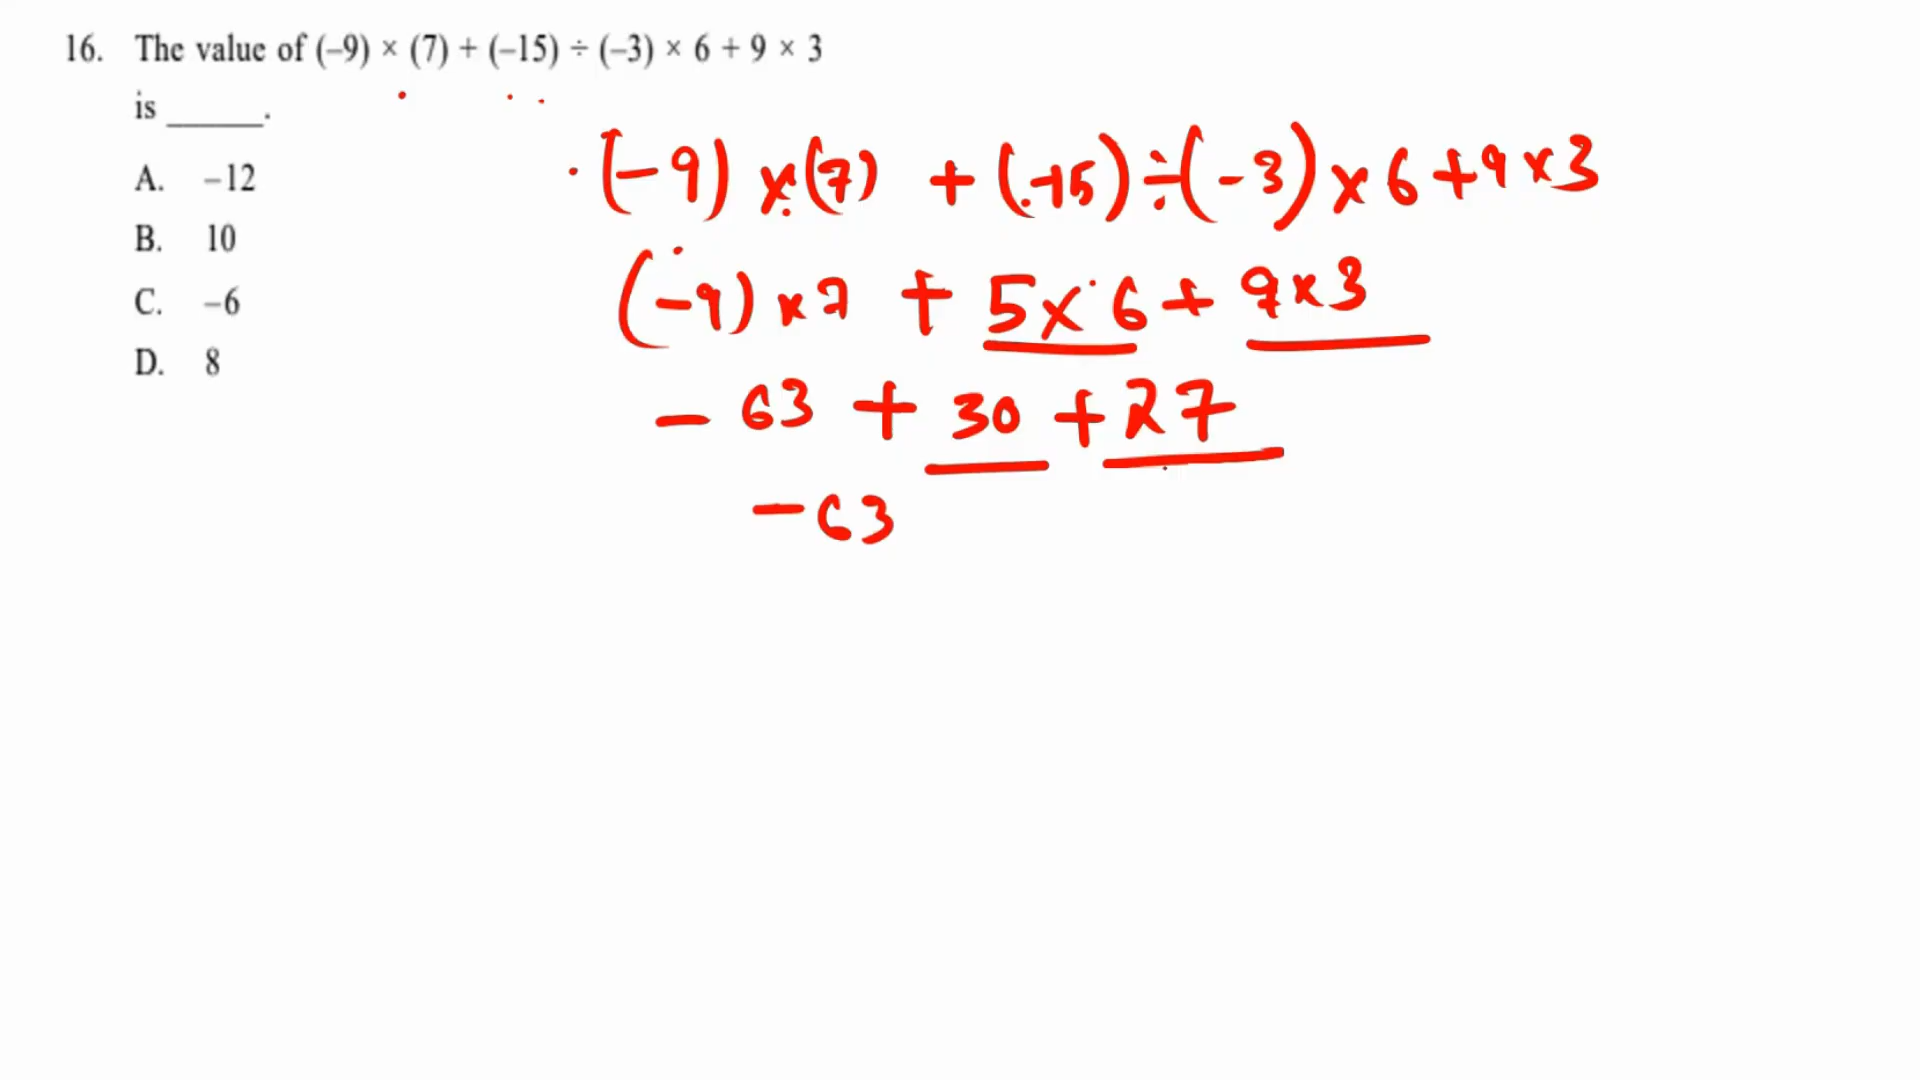 16. The value of (–9) × (7) + (–15) ÷ (–3) × 6 + 9 × 3
is _____.
A. –12
B. 10
C. –6
D. 8
(-9) × (7) + (-15) ÷ (-3) × 6 + 9 × 3
(-9) × 7 + 5 × 6 + 9 × 3
- 63 + 30 + 27
- 63